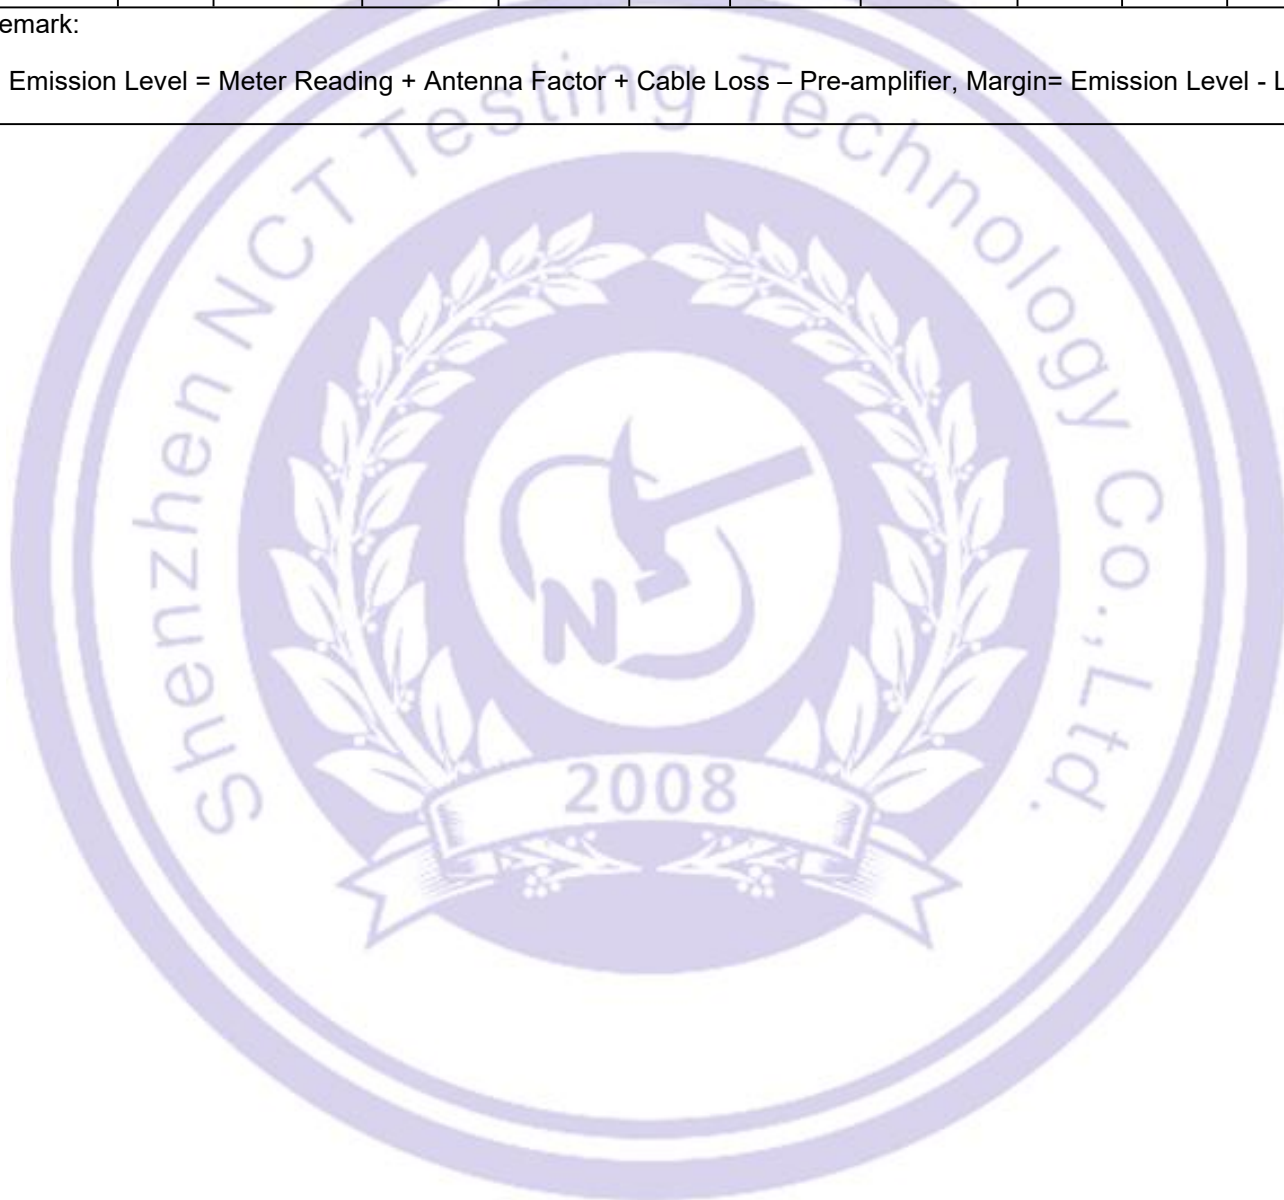 emark:
Emission Level = Meter Reading + Antenna Factor + Cable Loss – Pre-amplifier, Margin= Emission Level - L
Shenzhen NCT Testing Technology Co.,Ltd.
N
2008